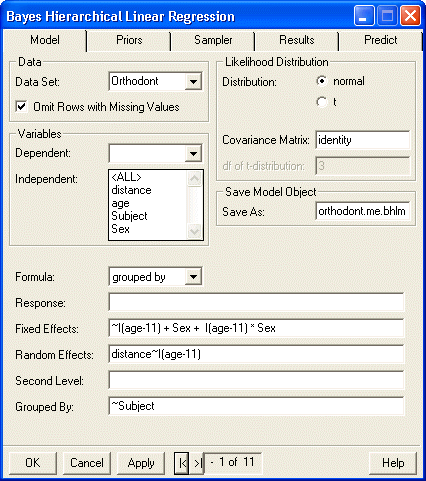 Bayes Hierarchical Linear Regression
Model Priors Sampler Results Predict
Data
Data Set: Orthodont
Omit Rows with Missing Values
Variables
Dependent:
Independent: <ALL>
distance
age
Subject
Sex
Likelihood Distribution
Distribution: normal
t
Covariance Matrix: identity
df of t-distribution: 3
Save Model Object
Save As: orthodont.me.bhlm
Formula: grouped by
Response:
Fixed Effects: ~I(age-11) + Sex + I(age-11) * Sex
Random Effects: distance~I(age-11)
Second Level:
Grouped By: ~Subject
OK Cancel Apply |< >| - 1 of 11 Help